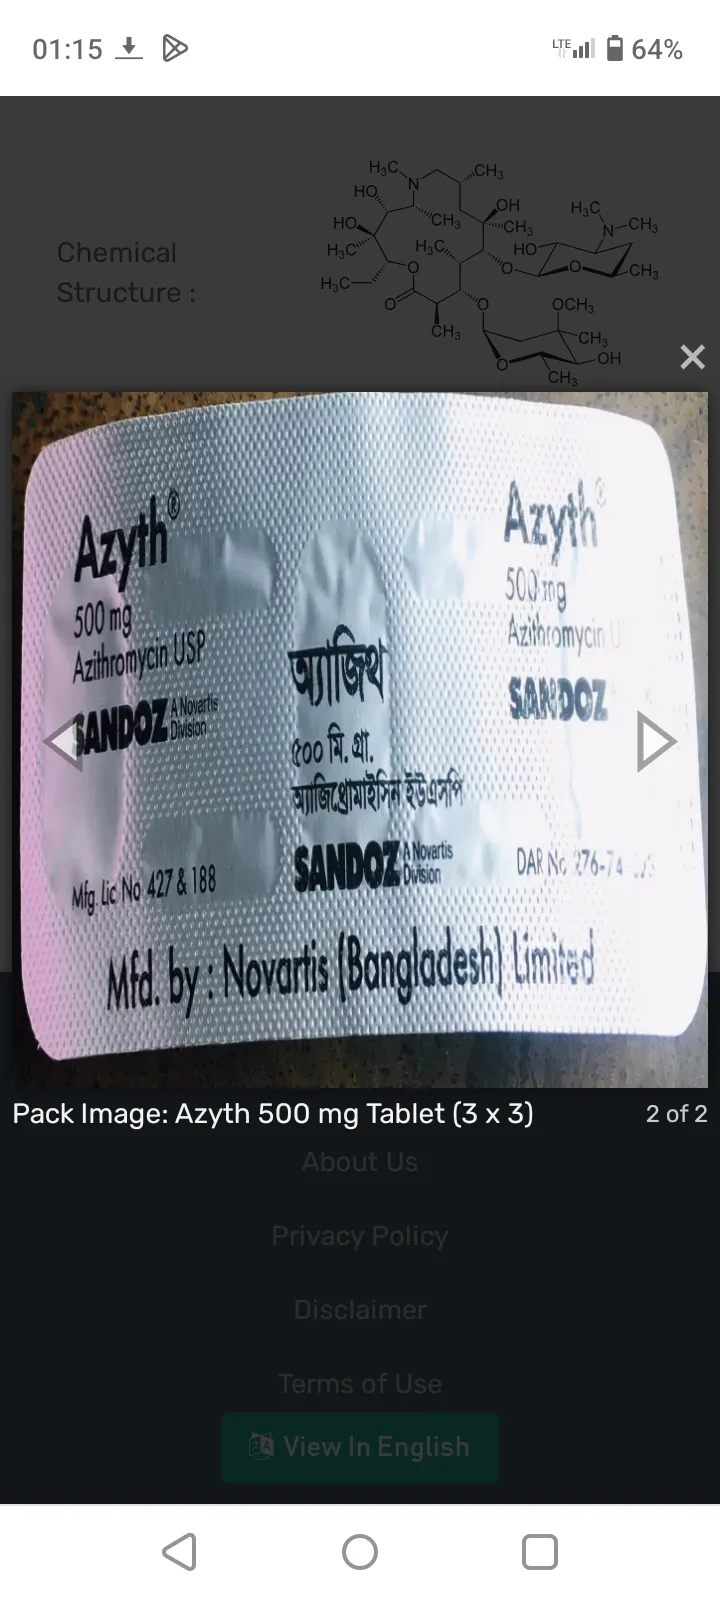 01:15
LTE 64%
Chemical
Structure :
H₃C N CH₃
HO CH₃ OH H₃C
HO H₃C CH₃ HO N CH₃
H₃C O O O CH₃
O O OCH₃
CH₃ CH₃
O OH
CH₃
Azyth®
500 mg
Azithromycin USP
SANDOZ A Novartis
Division
Mfg. Lic No 427 & 188
অ্যাজিথ
৫০০ মি. গ্রা.
অ্যাজিথ্রোমাইসিন ইউএসপি
SANDOZ A Novartis
Division
Azyth®
500 mg
Azithromycin
SANDOZ
DAR No
Mfd. by : Novartis (Bangladesh) Limited
Pack Image: Azyth 500 mg Tablet (3 x 3) 2 of 2
About Us
Privacy Policy
Disclaimer
Terms of Use
View In English